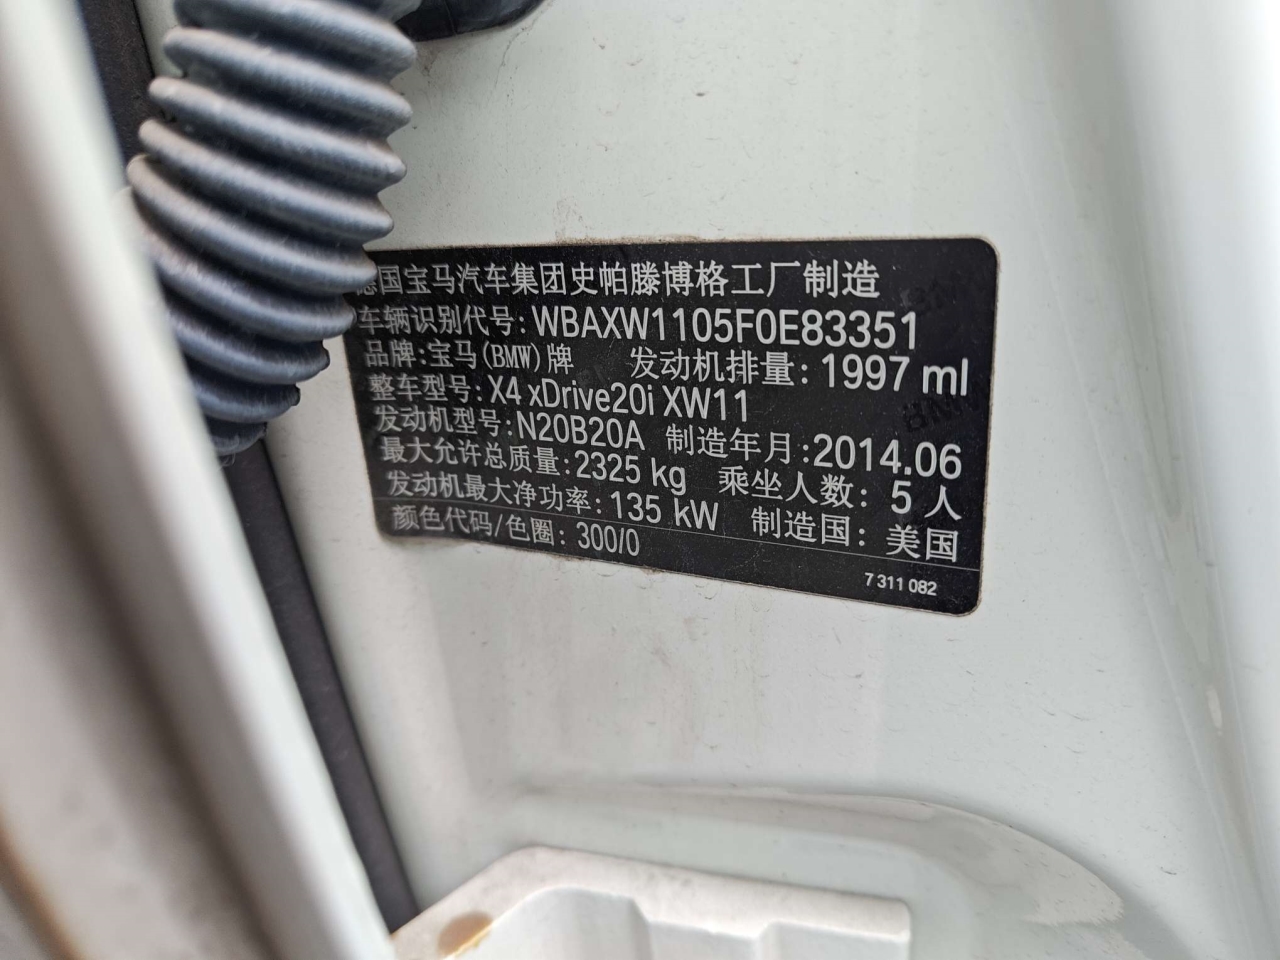 德国宝马汽车集团史帕滕博格工厂制造
车辆识别代号: WBAXW1105F0E83351
品牌: 宝马(BMW)牌 发动机排量: 1997 ml
整车型号: X4 xDrive20i XW11
发动机型号: N20B20A 制造年月: 2014.06
最大允许总质量: 2325 kg 乘坐人数: 5 人
发动机最大净功率: 135 kW 制造国: 美国
颜色代码/色圈: 300/0
7 311 082